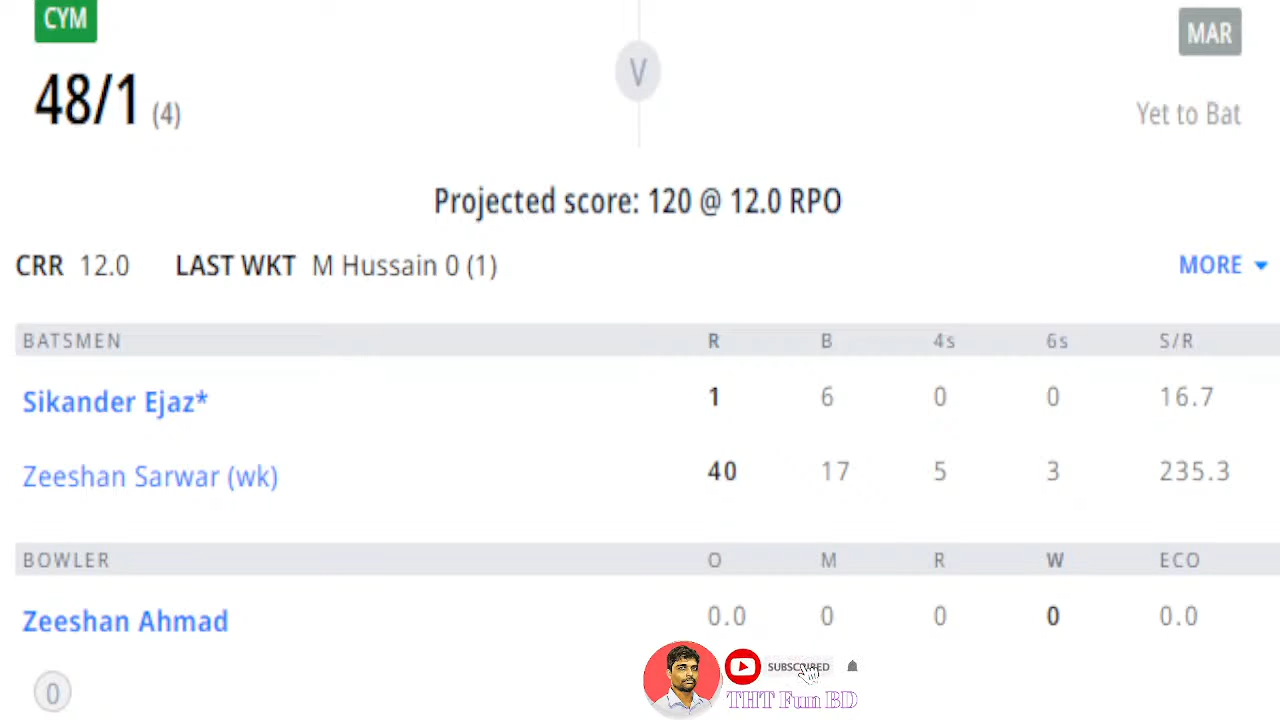 CYM
MAR
V
48/1 (4)
Yet to Bat
Projected score: 120 @ 12.0 RPO
CRR 12.0 LAST WKT M Hussain 0 (1)
MORE
BATSMEN R B 4s 6s S/R
Sikander Ejaz* 1 6 0 0 16.7
Zeeshan Sarwar (wk) 40 17 5 3 235.3
BOWLER O M R W ECO
Zeeshan Ahmad 0.0 0 0 0 0.0
SUBSCRIBED
THT Fun BD
0